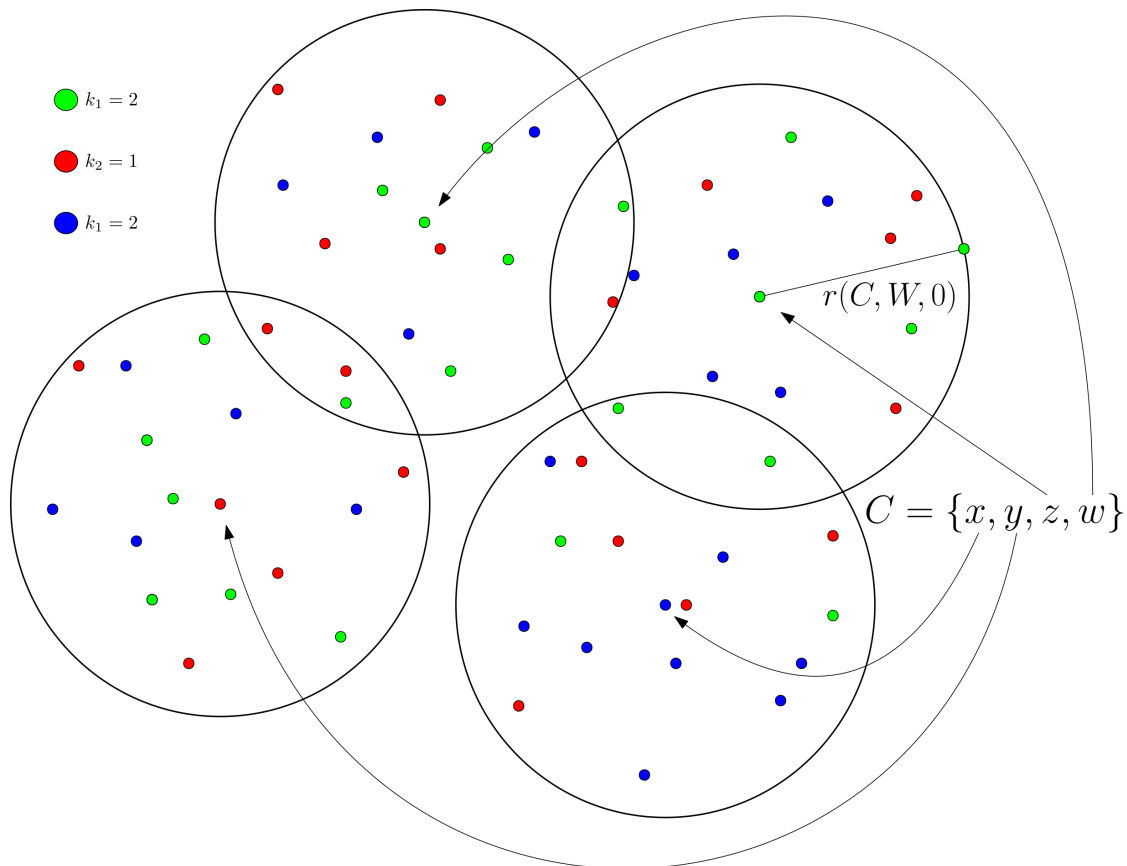 k₁ = 2
k₂ = 1
k₁ = 2
r(C, W, 0)
C = {x, y, z, w}